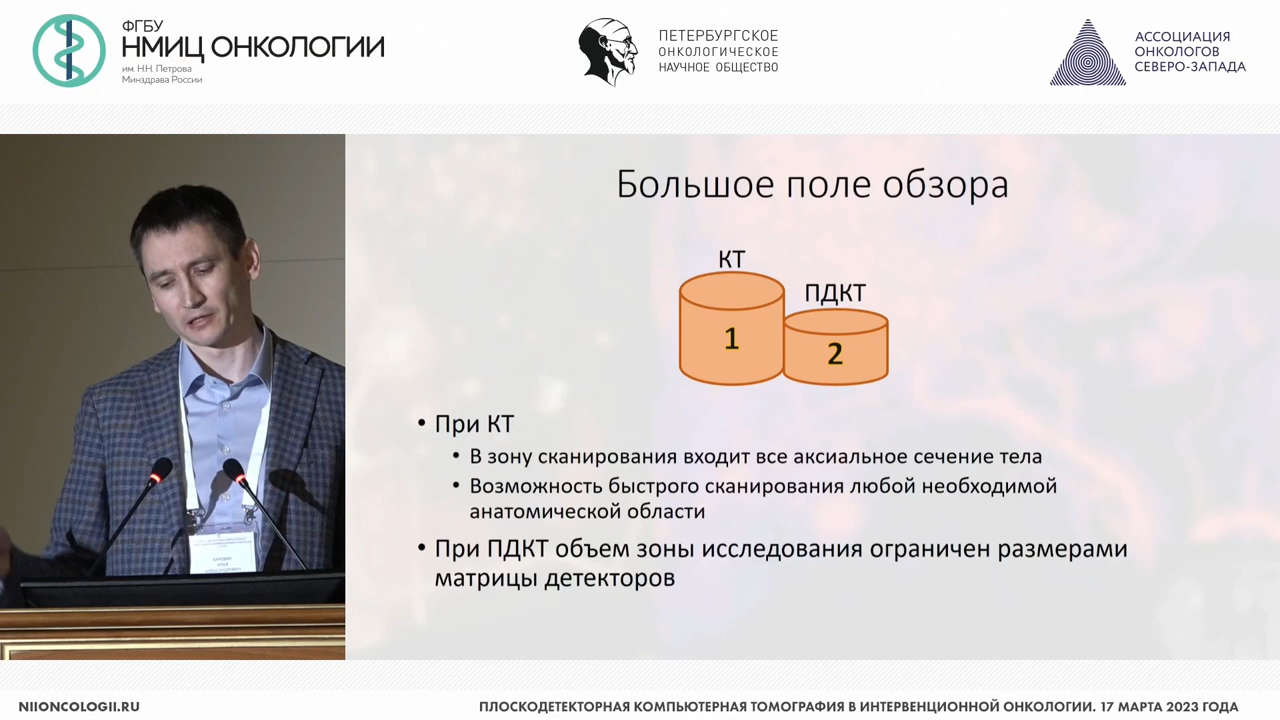 ФГБУ
НМИЦ ОНКОЛОГИИ
им. Н.Н. Петрова
Минздрава России
ПЕТЕРБУРГСКОЕ
ОНКОЛОГИЧЕСКОЕ
НАУЧНОЕ ОБЩЕСТВО
АССОЦИАЦИЯ
ОНКОЛОГОВ
СЕВЕРО-ЗАПАДА
Большое поле обзора
КТ
ПДКТ
1
2
• При КТ
• В зону сканирования входит все аксиальное сечение тела
• Возможность быстрого сканирования любой необходимой
анатомической области
• При ПДКТ объем зоны исследования ограничен размерами
матрицы детекторов
NIIONCOLOGII.RU
ПЛОСКОДЕТЕКТОРНАЯ КОМПЬЮТЕРНАЯ ТОМОГРАФИЯ В ИНТЕРВЕНЦИОННОЙ ОНКОЛОГИИ. 17 МАРТА 2023 ГОДА